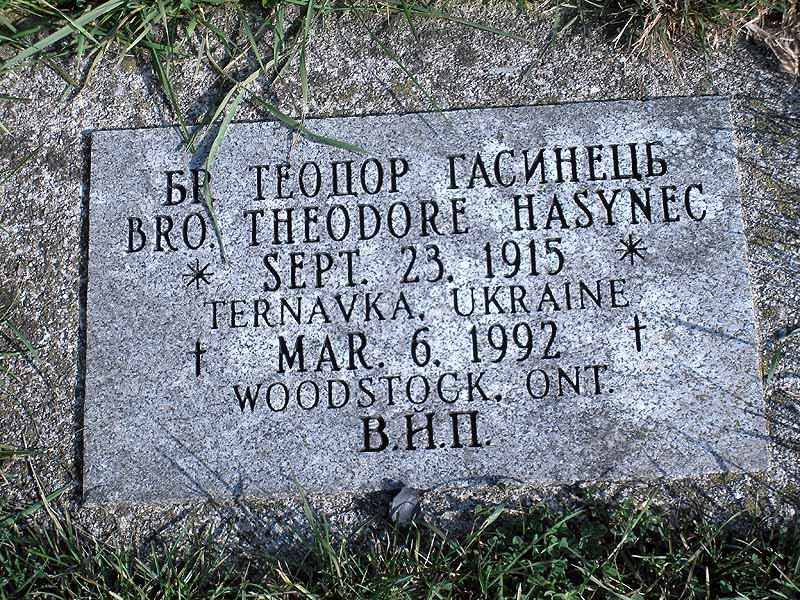 БР ТЕОДОР ГАСИНЕЦЬ
BRO. THEODORE HASYNEC
* SEPT. 23, 1915 *
TERNAVKA, UKRAINE
† MAR. 6, 1992 †
WOODSTOCK, ONT.
В.Н.П.